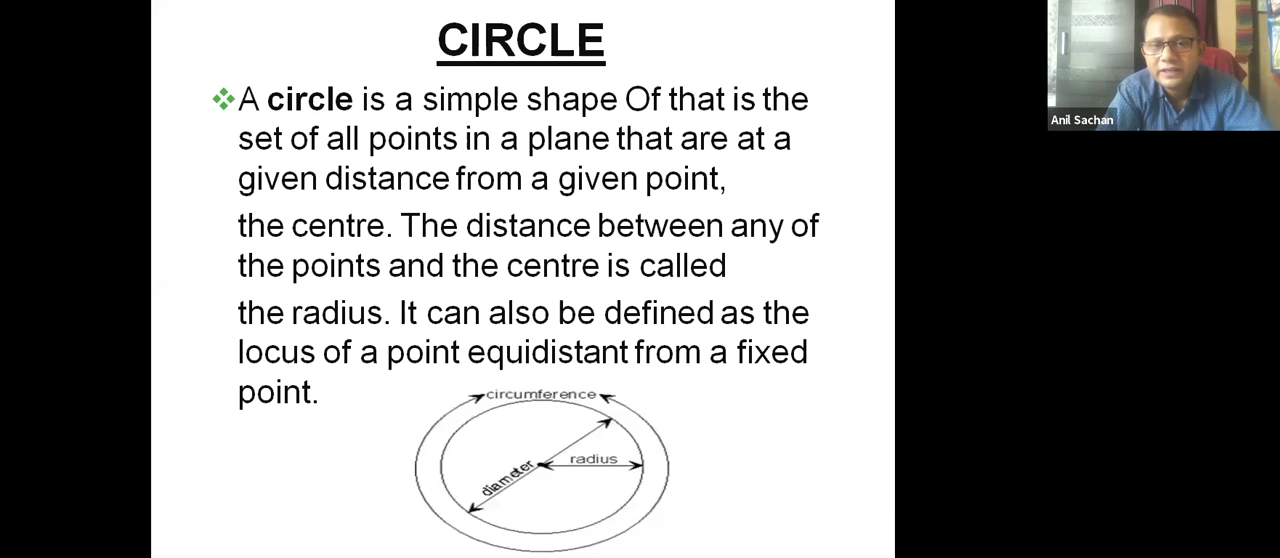 CIRCLE
A circle is a simple shape Of that is the
set of all points in a plane that are at a
given distance from a given point,
the centre. The distance between any of
the points and the centre is called
the radius. It can also be defined as the
locus of a point equidistant from a fixed
point.
circumference
radius
diameter
Anil Sachan